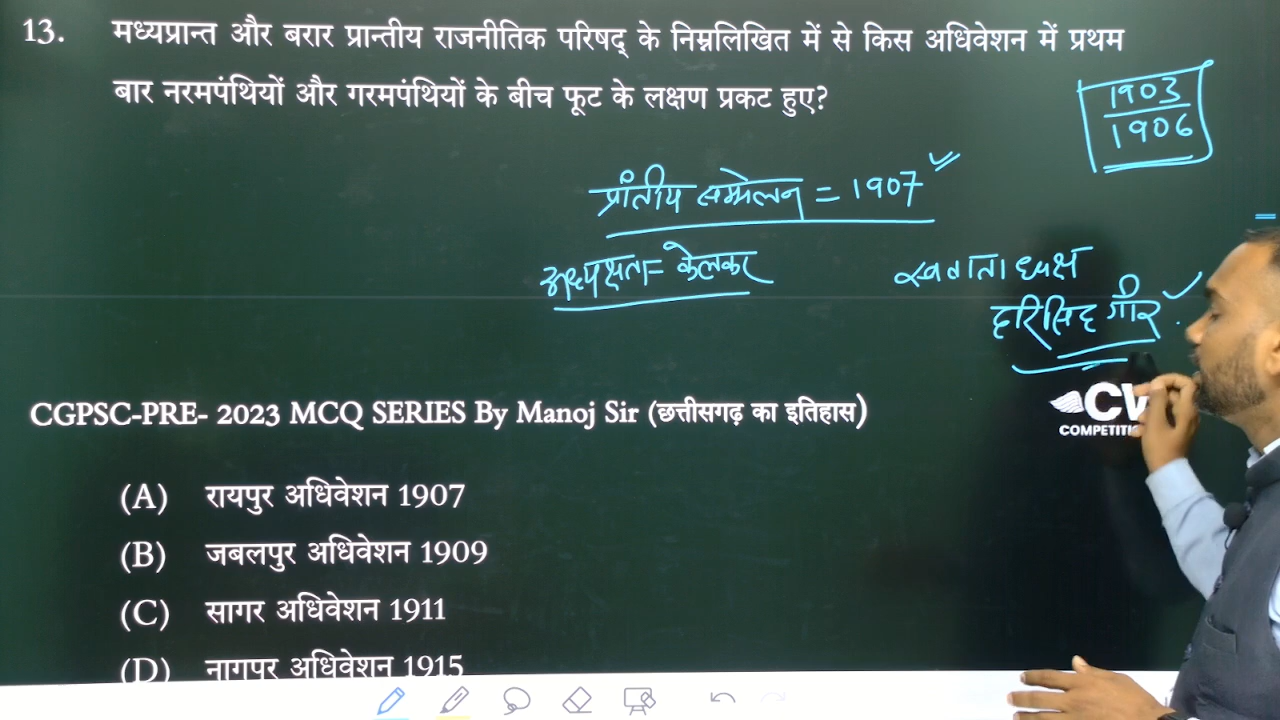 13. मध्यप्रान्त और बरार प्रान्तीय राजनीतिक परिषद् के निम्नलिखित में से किस अधिवेशन में प्रथम
बार नरमपंथियों और गरमपंथियों के बीच फूट के लक्षण प्रकट हुए?
1903
1906
प्रांतीय सम्मेलन = 1907
अध्यक्षता = केलकर
स्वागताध्यक्ष
हरिसिंह गौर
CGPSC-PRE- 2023 MCQ SERIES By Manoj Sir (छत्तीसगढ़ का इतिहास)
(A) रायपुर अधिवेशन 1907
(B) जबलपुर अधिवेशन 1909
(C) सागर अधिवेशन 1911
(D) नागपुर अधिवेशन 1915